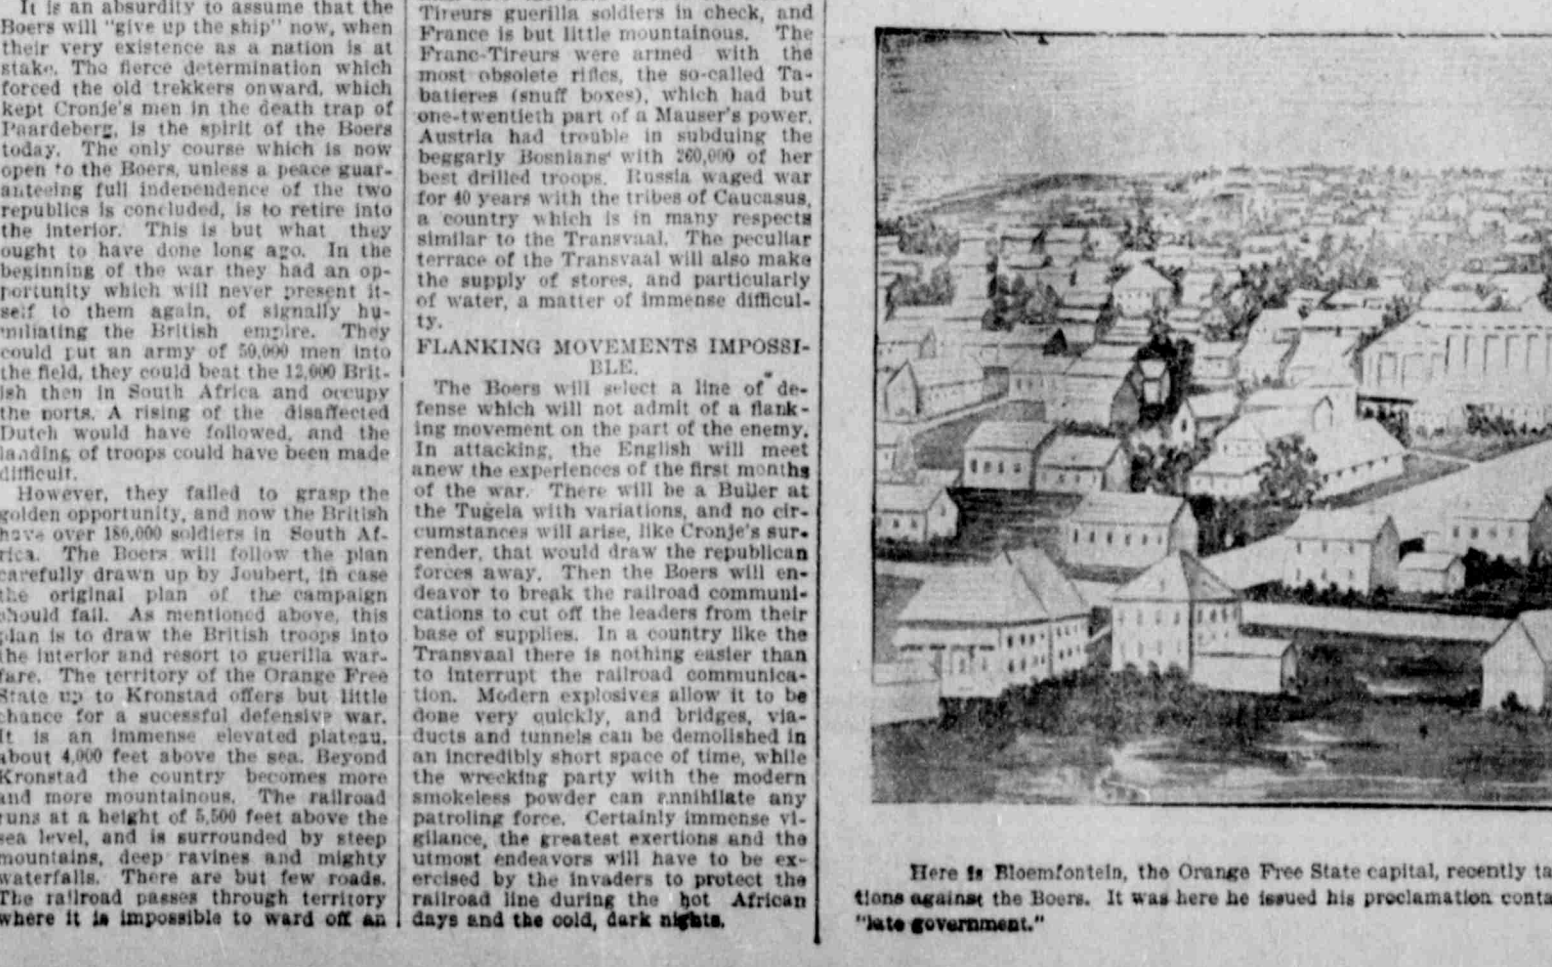 It is an absurdity to assume that the
Boers will "give up the ship" now, when
their very existence as a nation is at
stake. The fierce determination which
forced the old trekkers onward, which
kept Cronje's men in the death trap of
Paardeberg, is the spirit of the Boers
today. The only course which is now
open to the Boers, unless a peace guar-
anteeing full independence of the two
republics is concluded, is to retire into
the interior. This is but what they
ought to have done long ago. In the
beginning of the war they had an op-
portunity which will never present it-
self to them again, of signally hu-
miliating the British empire. They
could put an army of 50,000 men into
the field, they could beat the 12,000 Brit-
ish then in South Africa and occupy
the ports. A rising of the disaffected
Dutch would have followed, and the
landing of troops could have been made
difficult.
However, they failed to grasp the
golden opportunity, and now the British
have over 180,000 soldiers in South Af-
rica. The Boers will follow the plan
carefully drawn up by Joubert, in case
the original plan of the campaign
should fail. As mentioned above, this
plan is to draw the British troops into
the interior and resort to guerilla war-
fare. The territory of the Orange Free
State up to Kronstad offers but little
chance for a sucessful defensive war.
It is an immense elevated plateau,
about 4,000 feet above the sea. Beyond
Kronstad the country becomes more
and more mountainous. The railroad
runs at a height of 5,500 feet above the
sea level, and is surrounded by steep
mountains, deep ravines and mighty
waterfalls. There are but few roads.
The railroad passes through territory
where it is impossible to ward off an
Tireurs guerilla soldiers in check, and
France is but little mountainous. The
Franc-Tireurs were armed with the
most obsolete rifles, the so-called Ta-
batieres (snuff boxes), which had but
one-twentieth part of a Mauser's power.
Austria had trouble in subduing the
beggarly Bosnians with 260,000 of her
best drilled troops. Russia waged war
for 40 years with the tribes of Caucasus,
a country which is in many respects
similar to the Transvaal. The peculiar
terrace of the Transvaal will also make
the supply of stores, and particularly
of water, a matter of immense difficul-
ty.
FLANKING MOVEMENTS IMPOSSI-
BLE.
The Boers will select a line of de-
fense which will not admit of a flank-
ing movement on the part of the enemy.
In attacking, the English will meet
anew the experiences of the first months
of the war. There will be a Buller at
the Tugela with variations, and no cir-
cumstances will arise, like Cronje's sur-
render, that would draw the republican
forces away. Then the Boers will en-
deavor to break the railroad communi-
cations to cut off the leaders from their
base of supplies. In a country like the
Transvaal there is nothing easier than
to interrupt the railroad communica-
tion. Modern explosives allow it to be
done very quickly, and bridges, via-
ducts and tunnels can be demolished in
an incredibly short space of time, while
the wrecking party with the modern
smokeless powder can annihilate any
patroling force. Certainly immense vi-
gilance, the greatest exertions and the
utmost endeavors will have to be ex-
ercised by the invaders to protect the
railroad line during the hot African
days and the cold, dark nights.
Here is Bloemfontein, the Orange Free State capital, recently ta
tions against the Boers. It was here he issued his proclamation conta
"late government."